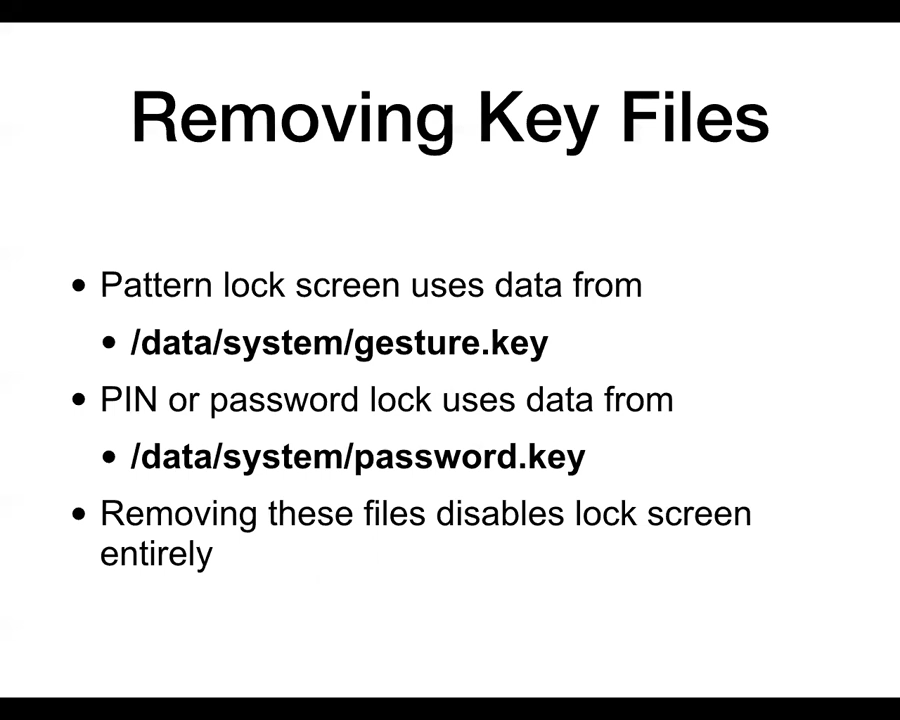 Removing Key Files
• Pattern lock screen uses data from
• /data/system/gesture.key
• PIN or password lock uses data from
• /data/system/password.key
• Removing these files disables lock screen
entirely